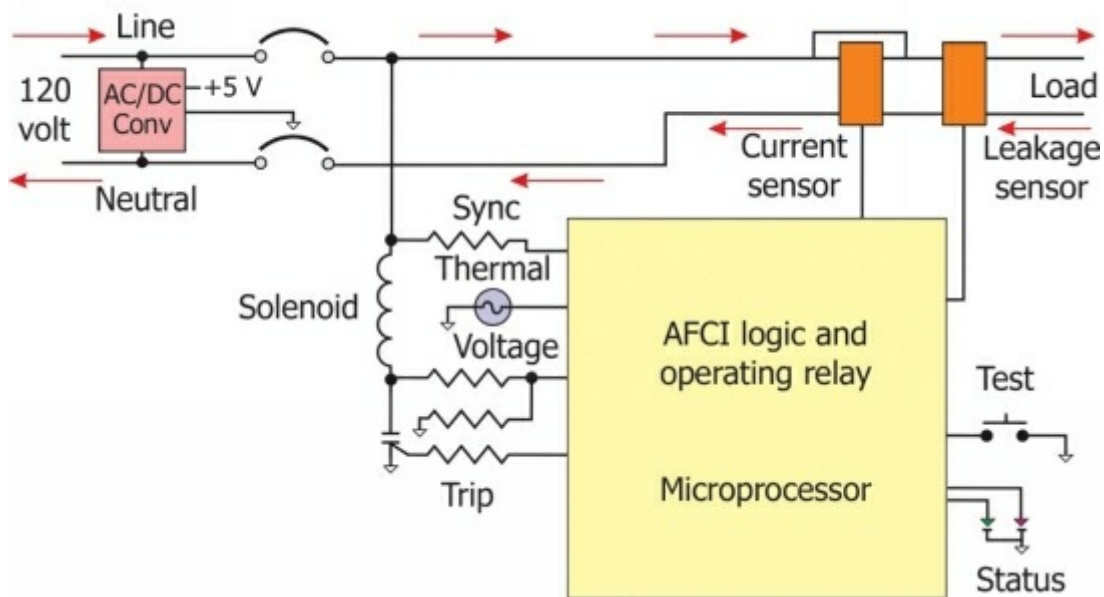 Line
120
volt
AC/DC
Conv
+5 V
Neutral
Load
Current
sensor
Leakage
sensor
Sync
Thermal
Solenoid
Voltage
Trip
AFCI logic and
operating relay
Microprocessor
Test
Status